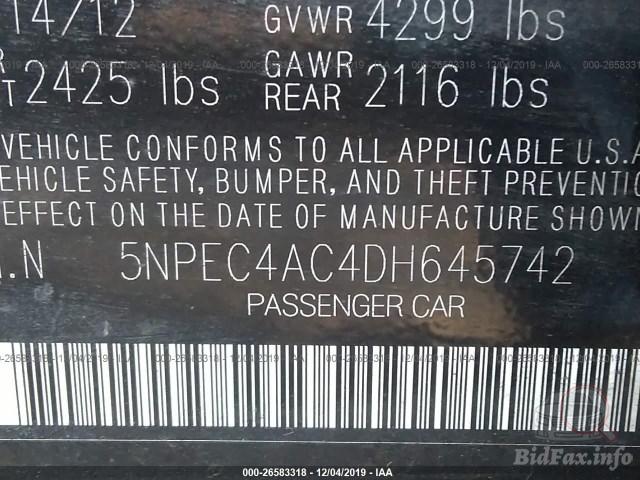 14/12 GVWR 4299 lbs
R GAWR
T 2425 lbs REAR 2116 lbs
VEHICLE CONFORMS TO ALL APPLICABLE U.S.A
EHICLE SAFETY, BUMPER, AND THEFT PREVENTIO
EFFECT ON THE DATE OF MANUFACTURE SHOWN
I.N 5NPEC4AC4DH645742
PASSENGER CAR
000-26583318 - 12/04/2019 - IAA
BidFax.info